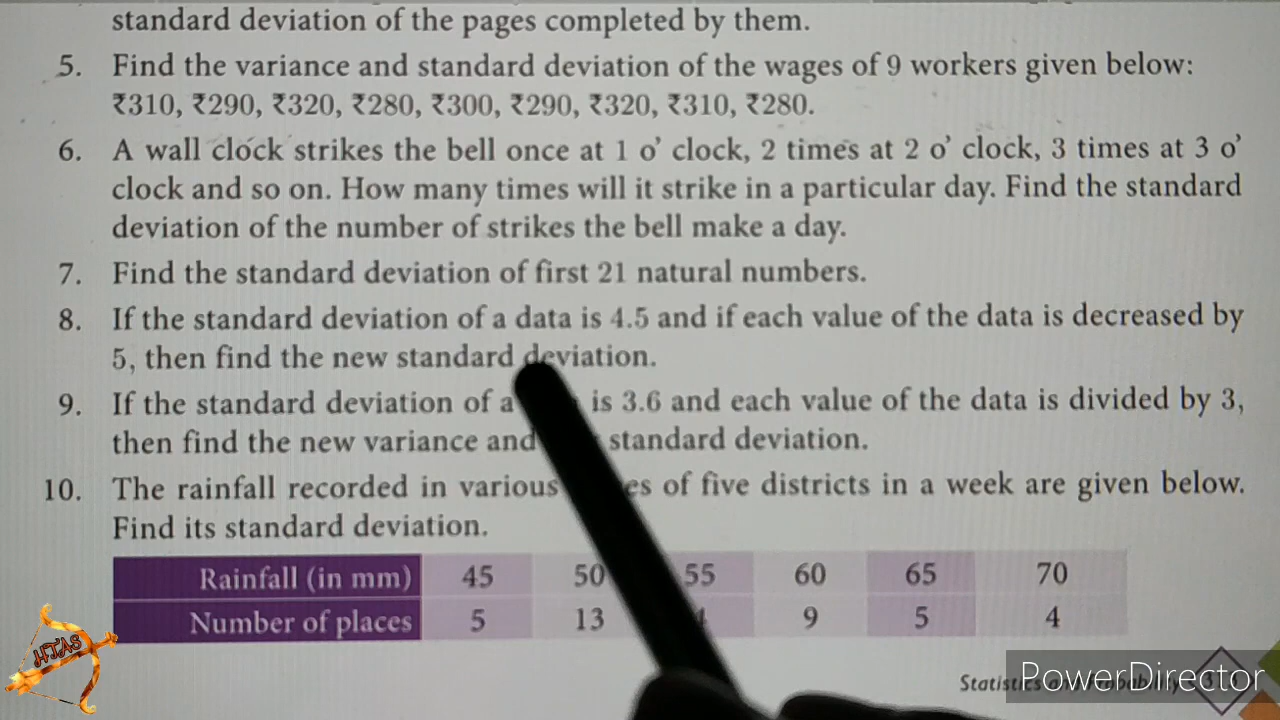 standard deviation of the pages completed by them.
5. Find the variance and standard deviation of the wages of 9 workers given below:
₹310, ₹290, ₹320, ₹280, ₹300, ₹290, ₹320, ₹310, ₹280.
6. A wall clock strikes the bell once at 1 o’ clock, 2 times at 2 o’ clock, 3 times at 3 o’
clock and so on. How many times will it strike in a particular day. Find the standard
deviation of the number of strikes the bell make a day.
7. Find the standard deviation of first 21 natural numbers.
8. If the standard deviation of a data is 4.5 and if each value of the data is decreased by
5, then find the new standard deviation.
9. If the standard deviation of a is 3.6 and each value of the data is divided by 3,
then find the new variance and standard deviation.
10. The rainfall recorded in various of five districts in a week are given below.
Find its standard deviation.
Rainfall (in mm) 45 50 55 60 65 70
Number of places 5 13 9 5 4
HTAS
PowerDirector